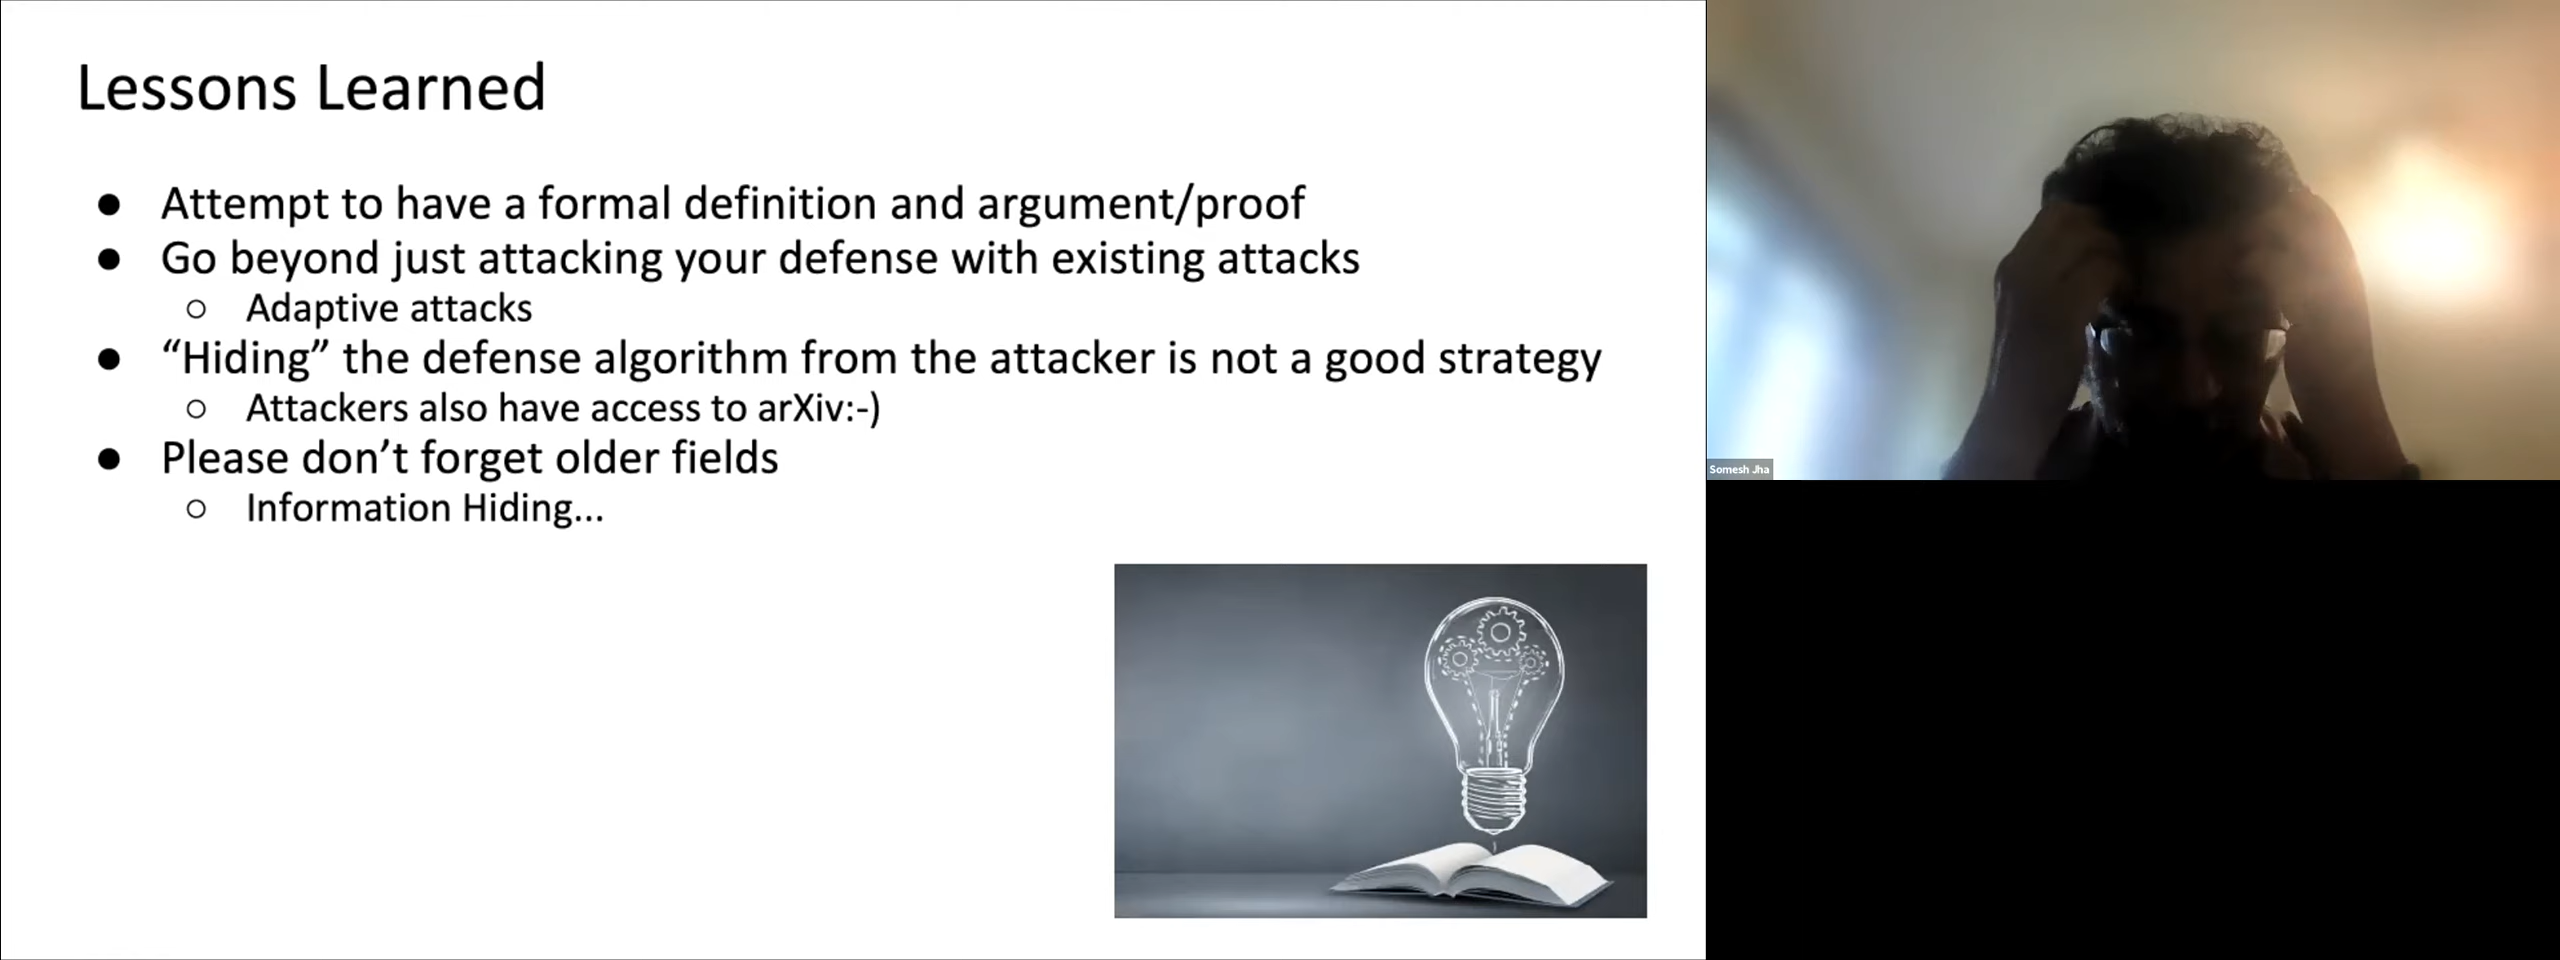 Lessons Learned
● Attempt to have a formal definition and argument/proof
● Go beyond just attacking your defense with existing attacks
○ Adaptive attacks
● “Hiding” the defense algorithm from the attacker is not a good strategy
○ Attackers also have access to arXiv:-)
● Please don’t forget older fields
○ Information Hiding...
Somesh Jha